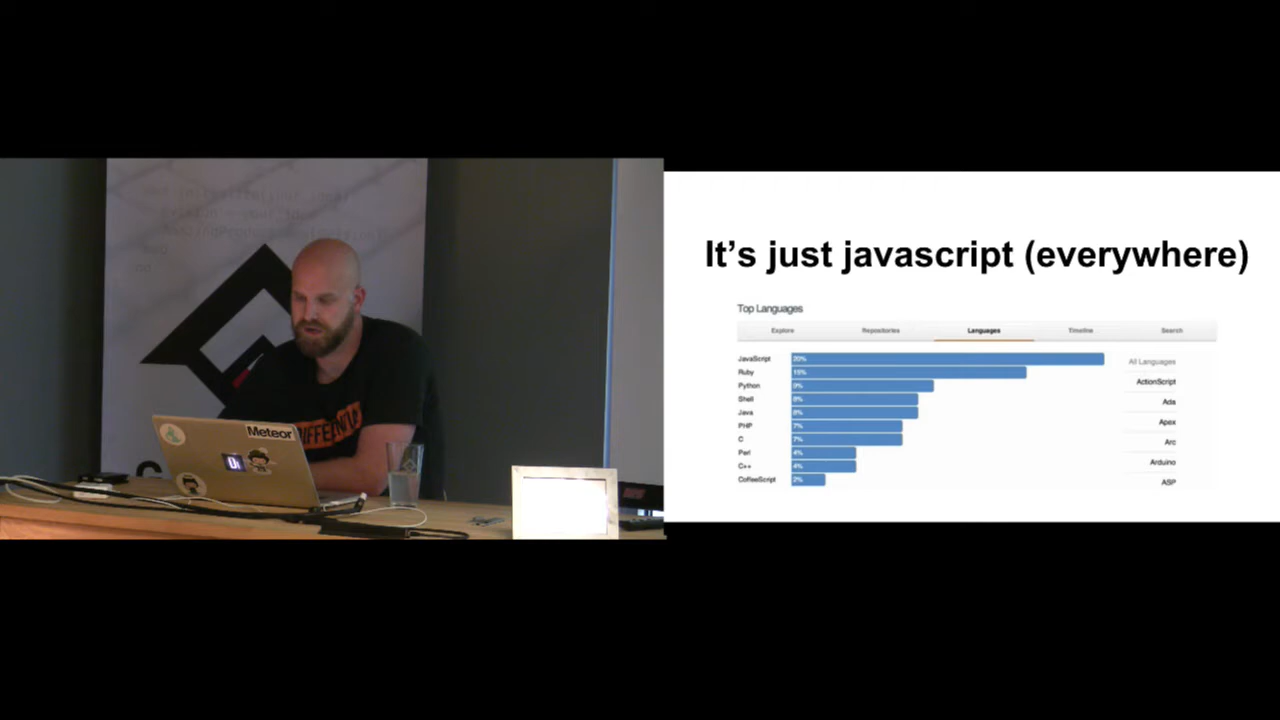 Meteor
It's just javascript (everywhere)
Top Languages
Explore Repositories Languages Timeline Search
JavaScript 20%
Ruby 15%
Python 9%
Shell 8%
Java 8%
PHP 7%
C 7%
Perl 4%
C++ 4%
CoffeeScript 2%
All Languages
ActionScript
Ada
Apex
Arc
Arduino
ASP